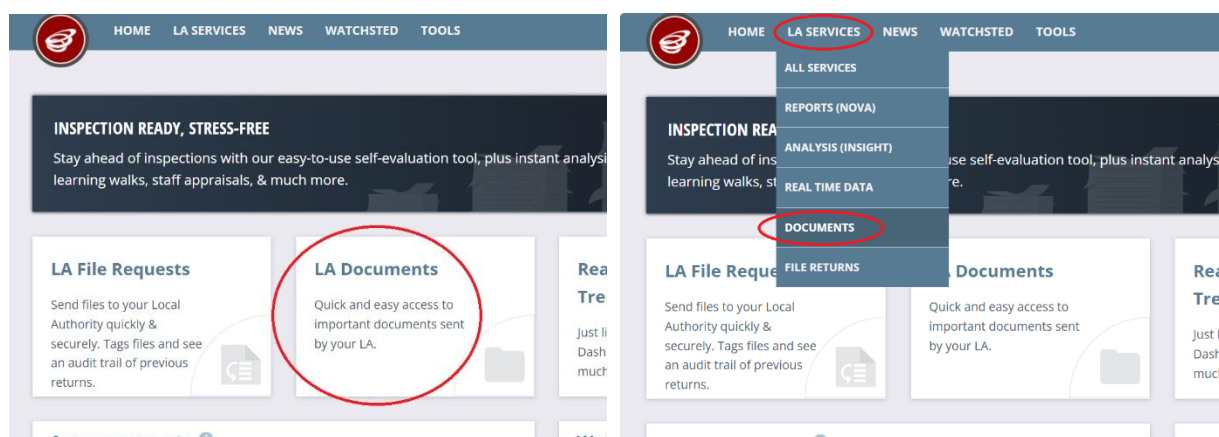 HOME LA SERVICES NEWS WATCHSTED TOOLS
INSPECTION READY, STRESS-FREE
Stay ahead of inspections with our easy-to-use self-evaluation tool, plus instant analysi
learning walks, staff appraisals, & much more.
LA File Requests
Send files to your Local
Authority quickly &
securely. Tags files and see
an audit trail of previous
returns.
LA Documents
Quick and easy access to
important documents sent
by your LA.
Rea
Tre
Just li
Dash
much
HOME LA SERVICES NEWS WATCHSTED TOOLS
ALL SERVICES
REPORTS (NOVA)
ANALYSIS (INSIGHT)
REAL TIME DATA
DOCUMENTS
FILE RETURNS
INSPECTION REA
Stay ahead of ins use self-evaluation tool, plus instant analys
learning walks, st re.
LA File Reque
Send files to your Local
Authority quickly &
securely. Tags files and see
an audit trail of previous
returns.
Documents
Quick and easy access to
important documents sent
by your LA.
Rea
Tre
Just l
Dash
muc